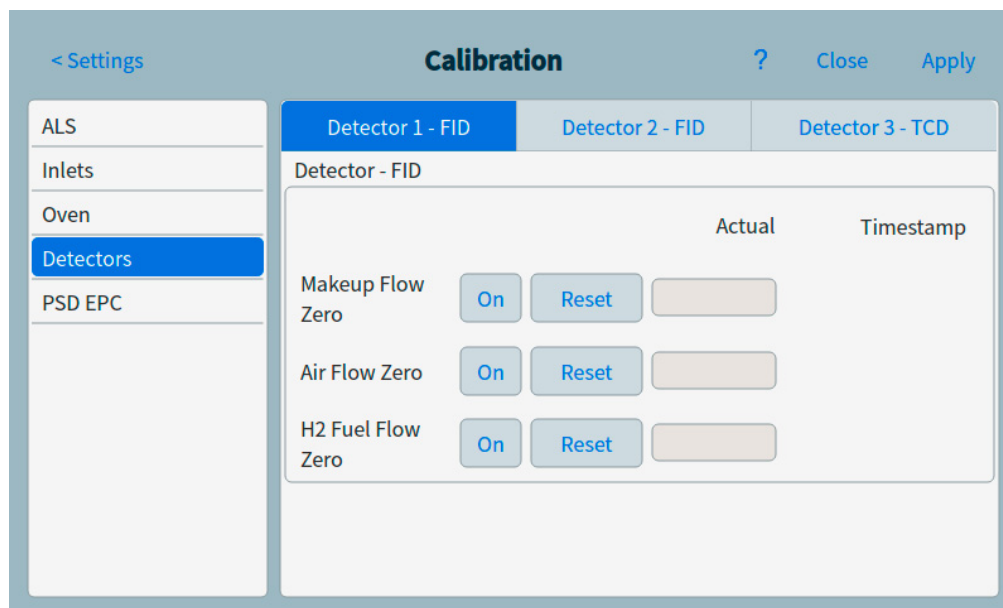 < Settings
Calibration
?
Close
Apply
ALS
Inlets
Oven
Detectors
PSD EPC
Detector 1 - FID
Detector 2 - FID
Detector 3 - TCD
Detector - FID
Actual
Timestamp
Makeup Flow
Zero
On
Reset
Air Flow Zero
On
Reset
H2 Fuel Flow
Zero
On
Reset